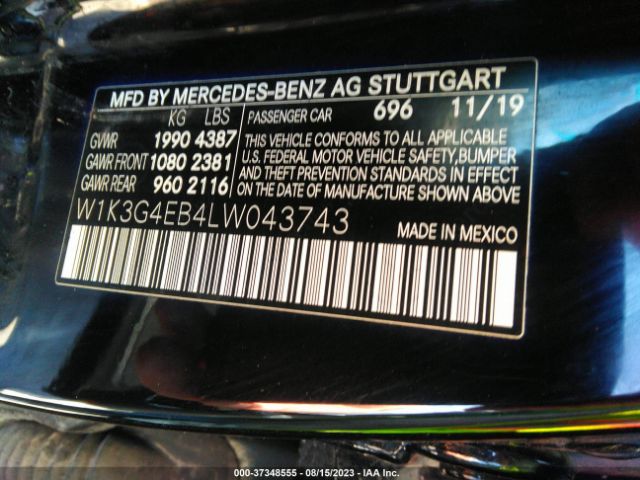 MFD BY MERCEDES-BENZ AG STUTTGART
KG LBS PASSENGER CAR 696 11/19
GVWR 1990 4387
GAWR FRONT 1080 2381
GAWR REAR 960 2116
THIS VEHICLE CONFORMS TO ALL APPLICABLE
U.S. FEDERAL MOTOR VEHICLE SAFETY, BUMPER
AND THEFT PREVENTION STANDARDS IN EFFECT
ON DATE OF MANUFACTURE SHOWN ABOVE
W1K3G4EB4LW043743 MADE IN MEXICO
000-37348555 - 08/15/2023 - IAA Inc.